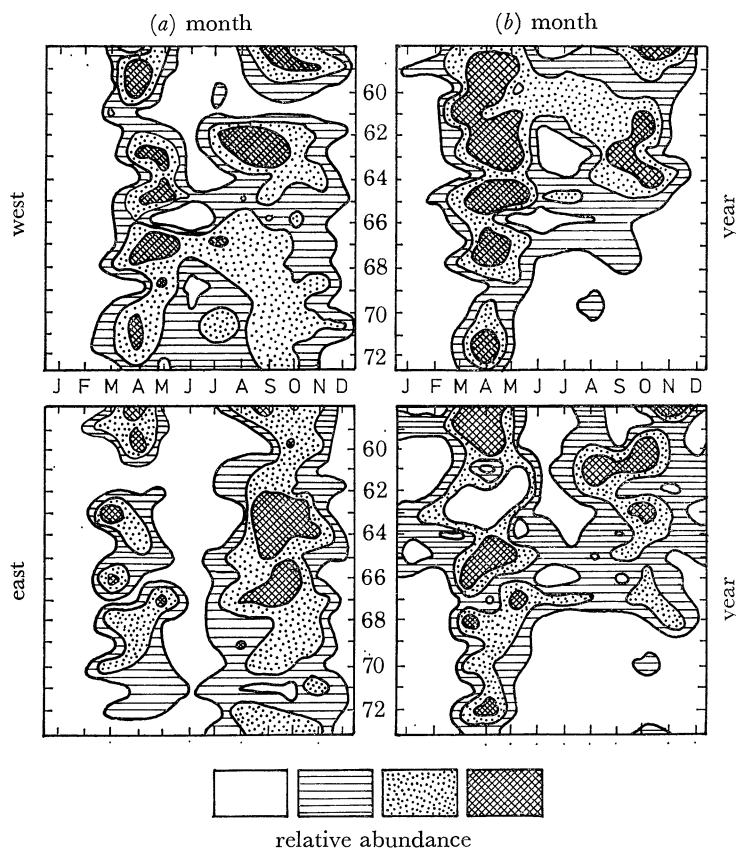 (a) month
(b) month
west
60
62
64
66
68
70
72
year
J F M A M J J A S O N D
J F M A M J J A S O N D
east
60
62
64
66
68
70
72
year
relative abundance